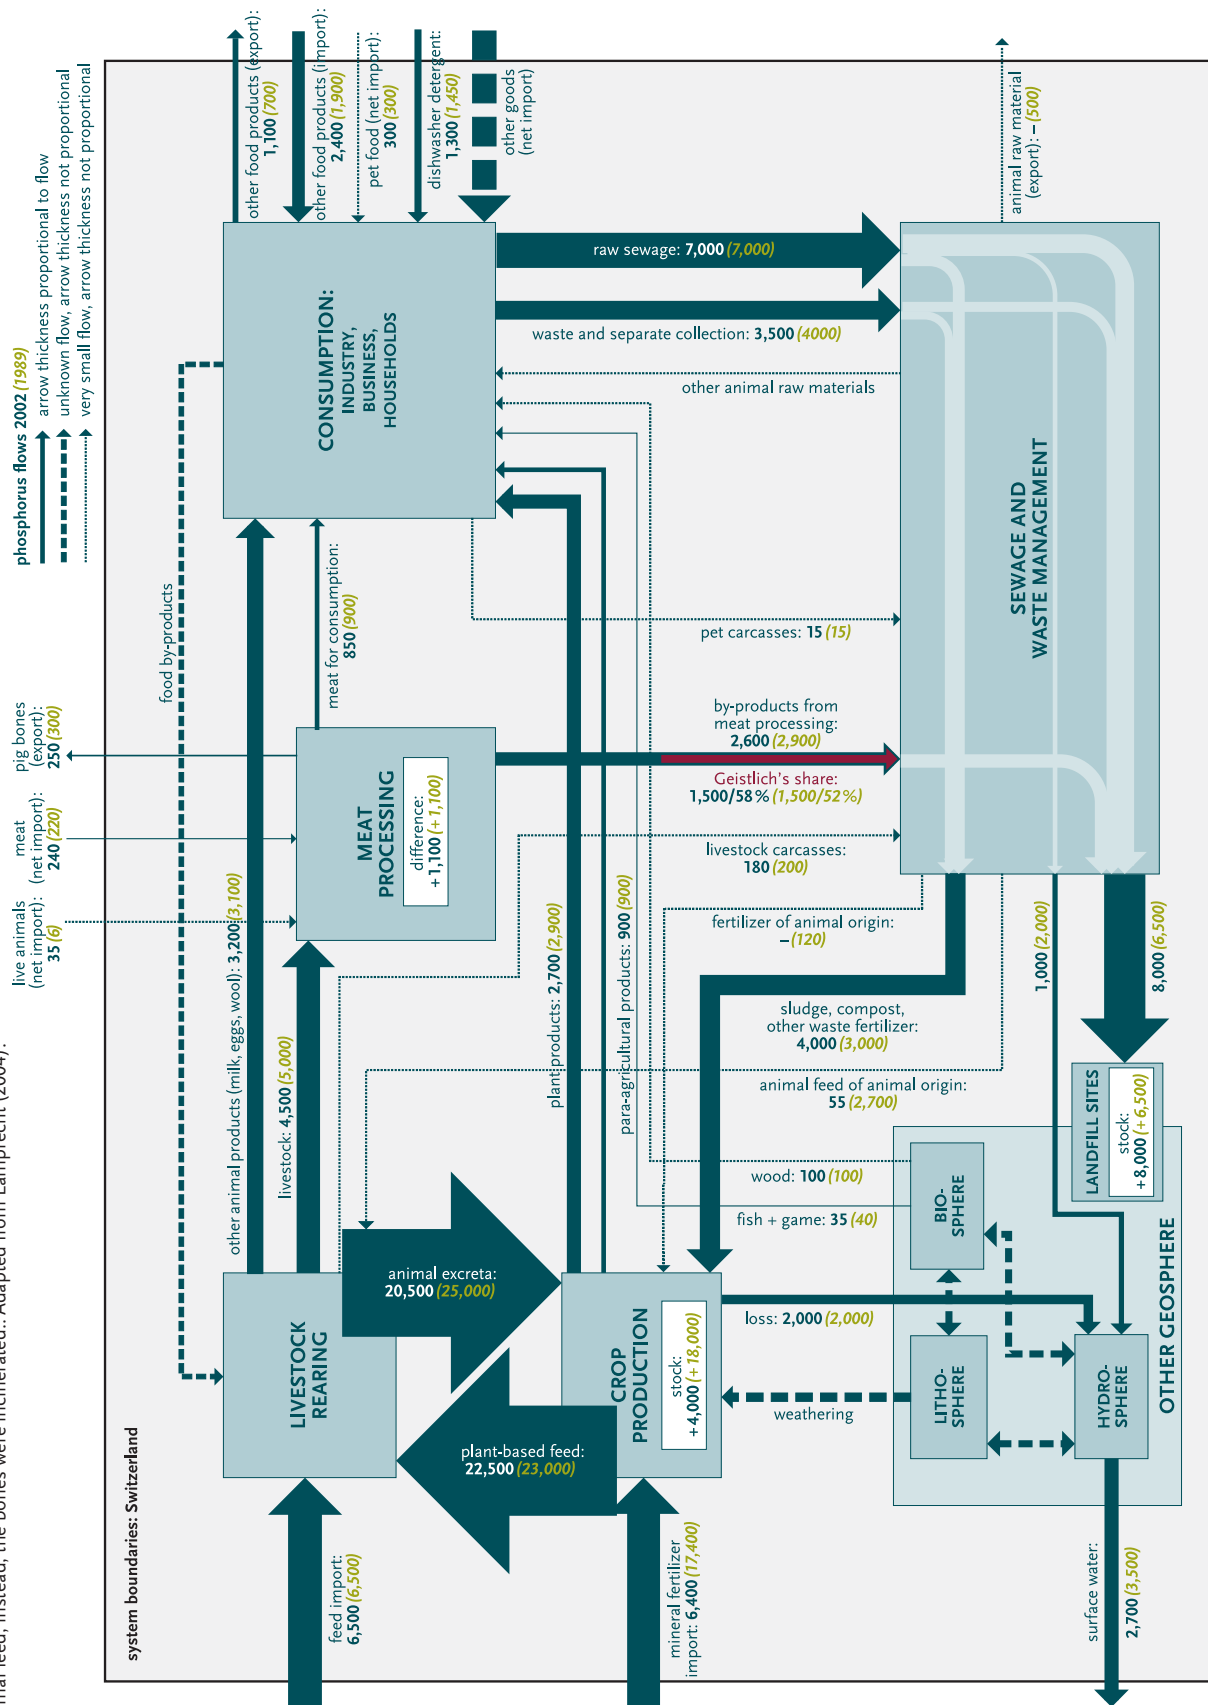 mal feed, instead, the bones were incinerated.. Adapted from Lamprecht (2004).
phosphorus flows 2002 (1989)
arrow thickness proportional to flow
unknown flow, arrow thickness not proportional
very small flow, arrow thickness not proportional
live animals
(net import):
35 (6)
meat
(net import):
240 (220)
pig bones
(export):
250 (300)
system boundaries: Switzerland
food by-products
other food products (export):
1,100 (700)
other food products (import):
2,400 (1,900)
pet food (net import)
300 (300)
dishwasher detergent:
1,300 (1,450)
other goods
(net import)
CONSUMPTION:
INDUSTRY,
BUSINESS,
HOUSEHOLDS
other animal products (milk, eggs, wool): 3,200 (3,100)
livestock: 4,500 (5,000)
meat for consumption:
850 (900)
MEAT
PROCESSING
difference:
+1,100 (+1,100)
LIVESTOCK
REARING
feed import:
6,500 (6,500)
animal excreta:
20,500 (25,000)
plant-based feed:
22,500 (23,000)
CROP
PRODUCTION
stock:
+4,000 (+18,000)
mineral fertilizer
import: 6,400 (17,400)
plant products: 2,700 (2,900)
para-agricultural products: 900 (900)
raw sewage: 7,000 (7,000)
waste and separate collection: 3,500 (4000)
other animal raw materials
pet carcasses: 15 (15)
by-products from
meat processing:
2,600 (2,900)
Geistlich's share:
1,500/58 % (1,500/52 %)
livestock carcasses:
180 (200)
fertilizer of animal origin:
– (120)
sludge, compost,
other waste fertilizer:
4,000 (3,000)
animal feed of animal origin:
55 (2,700)
wood: 100 (100)
fish + game: 35 (40)
loss: 2,000 (2,000)
weathering
SEWAGE AND
WASTE MANAGEMENT
animal raw material
(export): – (500)
1,000 (2,000)
8,000 (6,500)
LANDFILL SITES
stock:
+8,000 (+6,500)
BIO-
SPHERE
LITHO-
SPHERE
HYDRO-
SPHERE
OTHER GEOSPHERE
surface water:
2,700 (3,500)